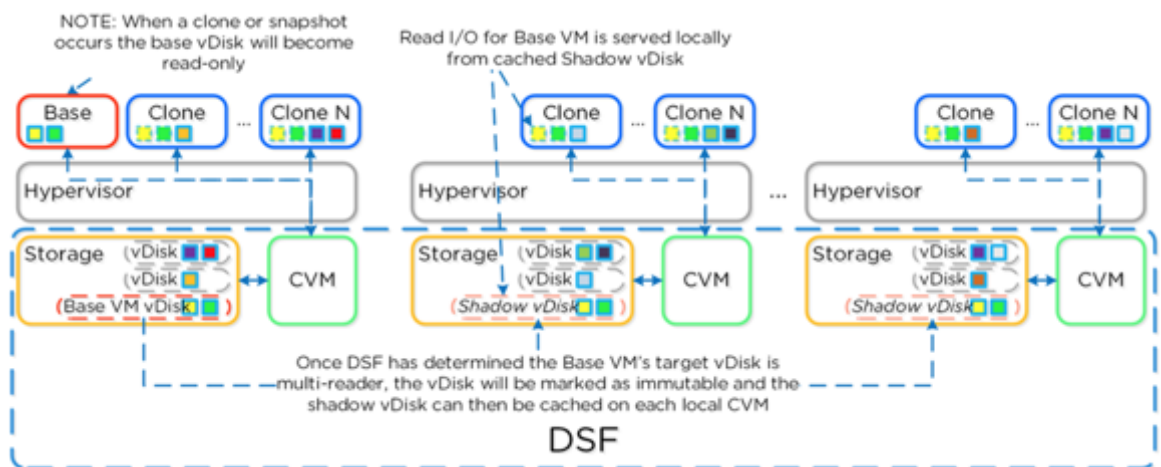 NOTE: When a clone or snapshot
occurs the base vDisk will become
read-only
Read I/O for Base VM is served locally
from cached Shadow vDisk
Base
Clone
...
Clone N
Clone
...
Clone N
Clone
...
Clone N
Hypervisor
Hypervisor
...
Hypervisor
Storage
(vDisk
(vDisk
(Base VM vDisk
)
CVM
Storage
(vDisk
(vDisk
(Shadow vDisk
)
CVM
Storage
(vDisk
(vDisk
(Shadow vDisk
)
CVM
Once DSF has determined the Base VM's target vDisk is
multi-reader, the vDisk will be marked as immutable and the
shadow vDisk can then be cached on each local CVM
DSF